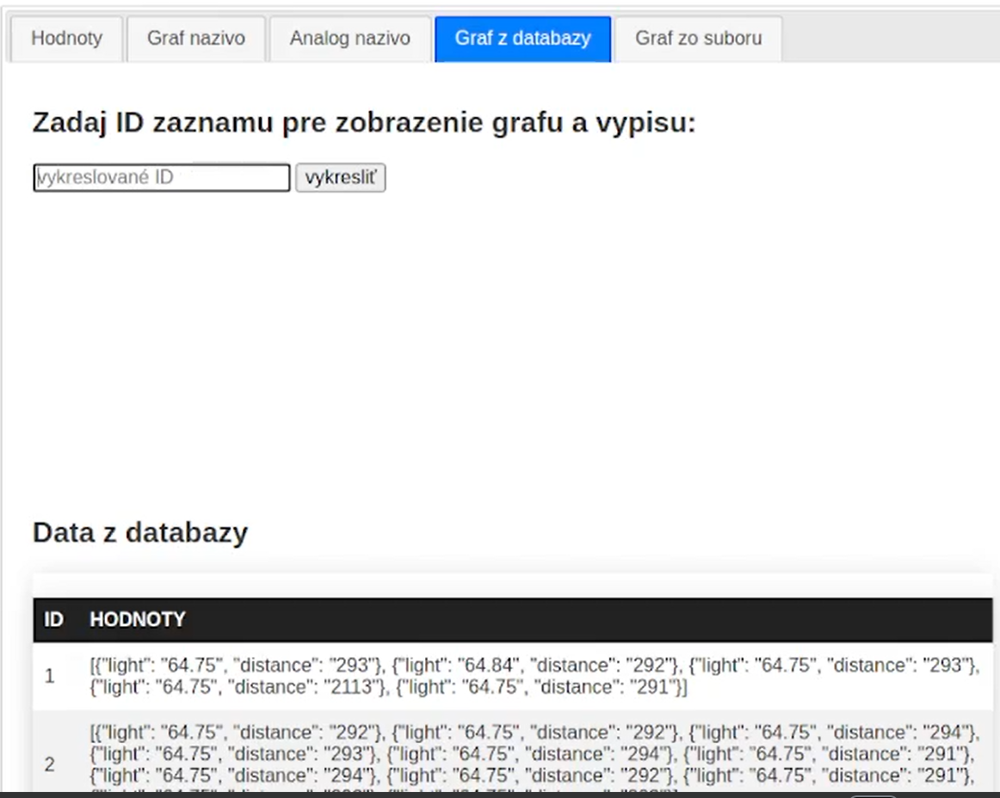 Hodnoty Graf nazivo Analog nazivo Graf z databazy Graf zo suboru
Zadaj ID zaznamu pre zobrazenie grafu a vypisu:
vykreslované ID vykresliť
Data z databazy
ID HODNOTY
1 [{"light": "64.75", "distance": "293"}, {"light": "64.84", "distance": "292"}, {"light": "64.75", "distance": "293"},
{"light": "64.75", "distance": "2113"}, {"light": "64.75", "distance": "291"}]
[{"light": "64.75", "distance": "292"}, {"light": "64.75", "distance": "292"}, {"light": "64.75", "distance": "294"},
2 {"light": "64.75", "distance": "293"}, {"light": "64.75", "distance": "294"}, {"light": "64.75", "distance": "291"},
{"light": "64.75", "distance": "294"}, {"light": "64.75", "distance": "292"}, {"light": "64.75", "distance": "291"},